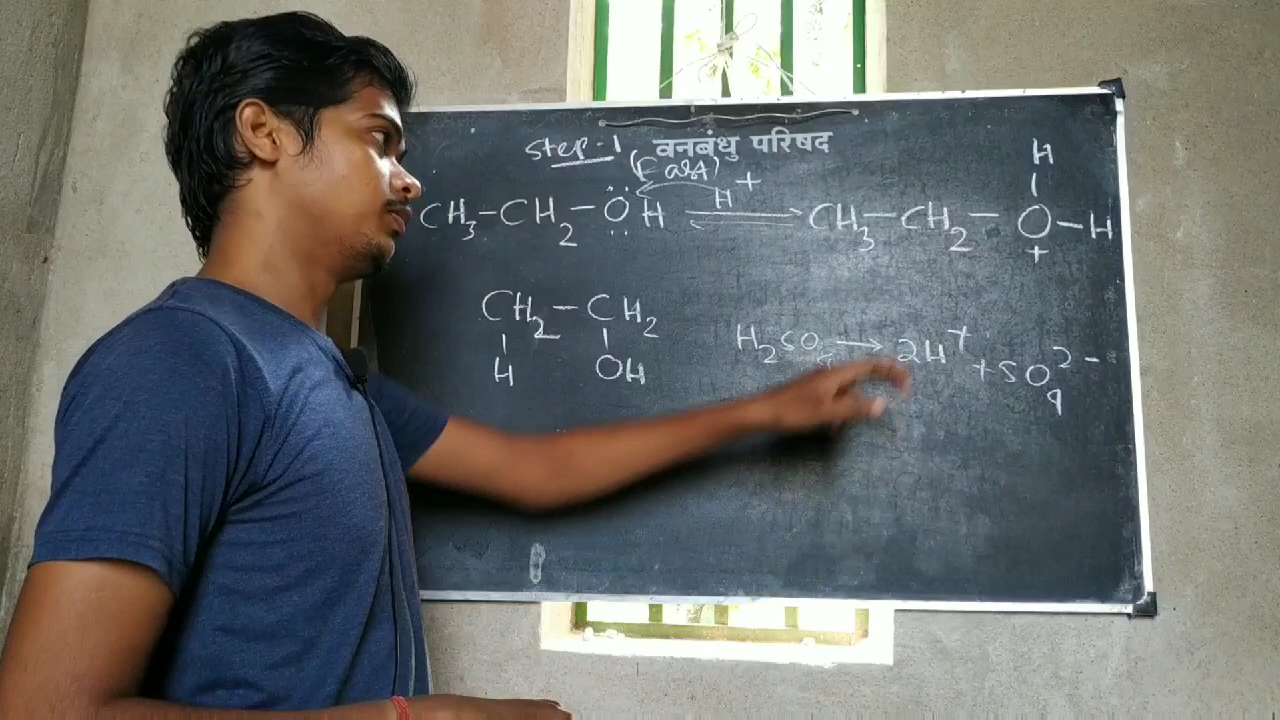 Step-1 वनबंधु परिषद
(Fast)
CH₃-CH₂-ÖH ⇌ H⁺ CH₃-CH₂-O⁺-H
H
CH₂-CH₂
H OH
H₂SO₄ → 2H⁺ + SO₄²⁻